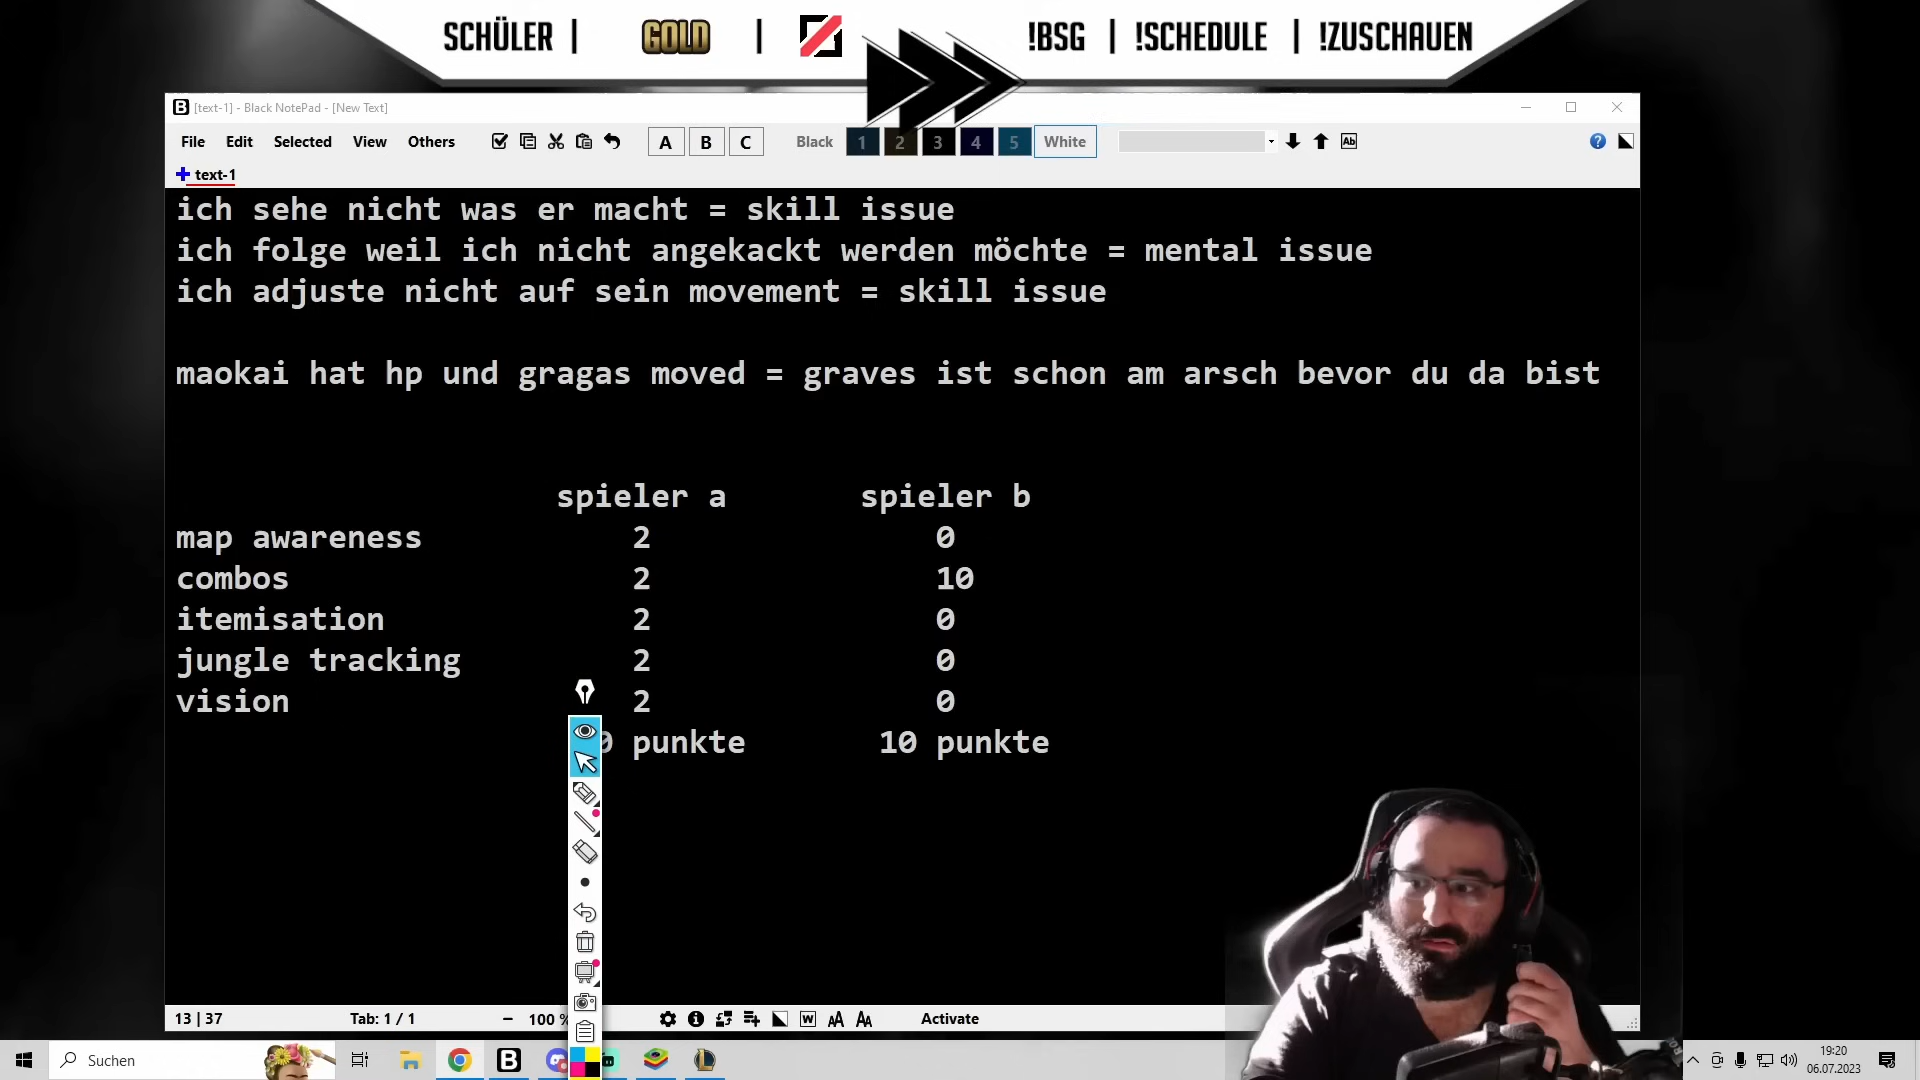 SCHÜLER | GOLD | !BSG | !SCHEDULE | !ZUSCHAUEN
[text-1] - Black NotePad - [New Text]
File Edit Selected View Others A B C Black 1 2 3 4 5 White Ab
text-1
ich sehe nicht was er macht = skill issue
ich folge weil ich nicht angekackt werden möchte = mental issue
ich adjuste nicht auf sein movement = skill issue
maokai hat hp und gragas moved = graves ist schon am arsch bevor du da bist
spieler a spieler b
map awareness 2 0
combos 2 10
itemisation 2 0
jungle tracking 2 0
vision 2 0
0 punkte 10 punkte
13 | 37 Tab: 1 / 1 − 100 % Activate
Suchen
19:20
06.07.2023